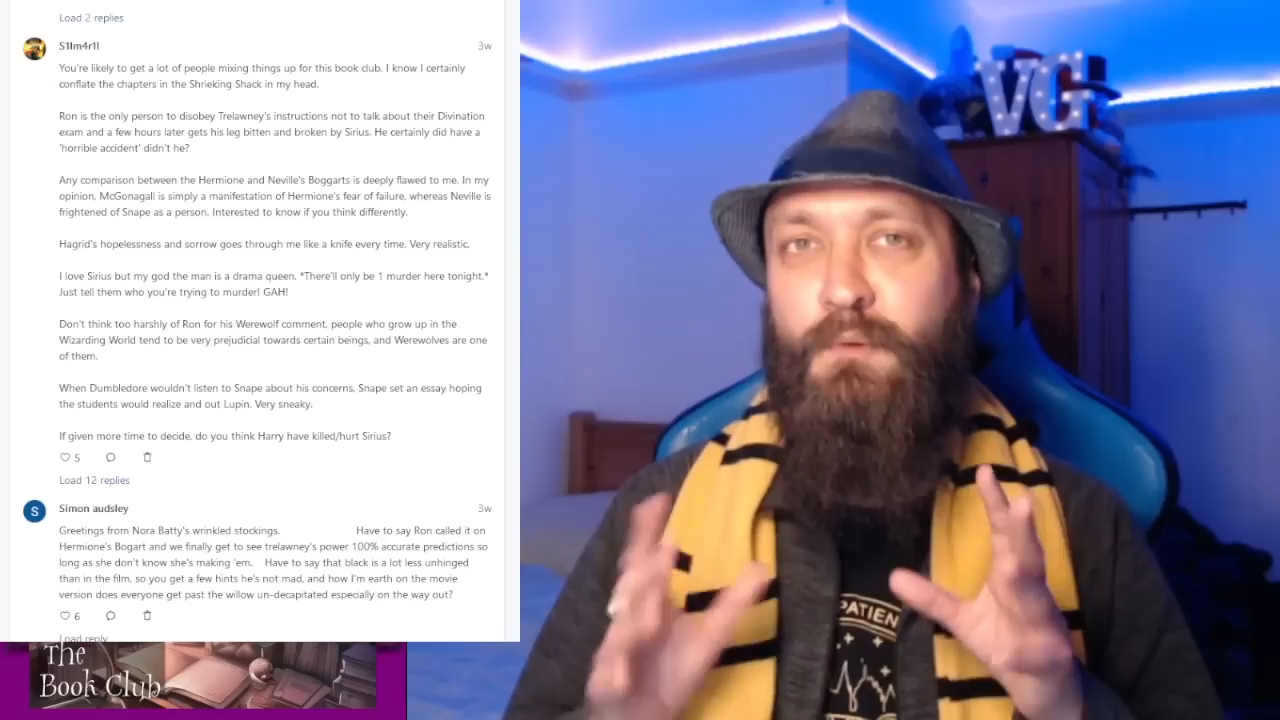 Load 2 replies
S1lm4r1l
3w
You're likely to get a lot of people mixing things up for this book club. I know I certainly
conflate the chapters in the Shrieking Shack in my head.
Ron is the only person to disobey Trelawney's instructions not to talk about their Divination
exam and a few hours later gets his leg bitten and broken by Sirius. He certainly did have a
'horrible accident' didn't he?
Any comparison between the Hermione and Neville's Boggarts is deeply flawed to me. In my
opinion, McGonagall is simply a manifestation of Hermione's fear of failure, whereas Neville is
frightened of Snape as a person. Interested to know if you think differently.
Hagrid's hopelessness and sorrow goes through me like a knife every time. Very realistic.
I love Sirius but my god the man is a drama queen. *There'll only be 1 murder here tonight.*
Just tell them who you're trying to murder! GAH!
Don't think too harshly of Ron for his Werewolf comment, people who grow up in the
Wizarding World tend to be very prejudicial towards certain beings, and Werewolves are one
of them.
When Dumbledore wouldn't listen to Snape about his concerns, Snape set an essay hoping
the students would realize and out Lupin. Very sneaky.
If given more time to decide, do you think Harry have killed/hurt Sirius?
5
Load 12 replies
S
Simon audsley
3w
Greetings from Nora Batty's wrinkled stockings. Have to say Ron called it on
Hermione's Bogart and we finally get to see trelawney's power 100% accurate predictions so
long as she don't know she's making 'em. Have to say that black is a lot less unhinged
than in the film, so you get a few hints he's not mad, and how I'm earth on the movie
version does everyone get past the willow un-decapitated especially on the way out?
6
Load reply
The
Book Club
VG
PATIEN